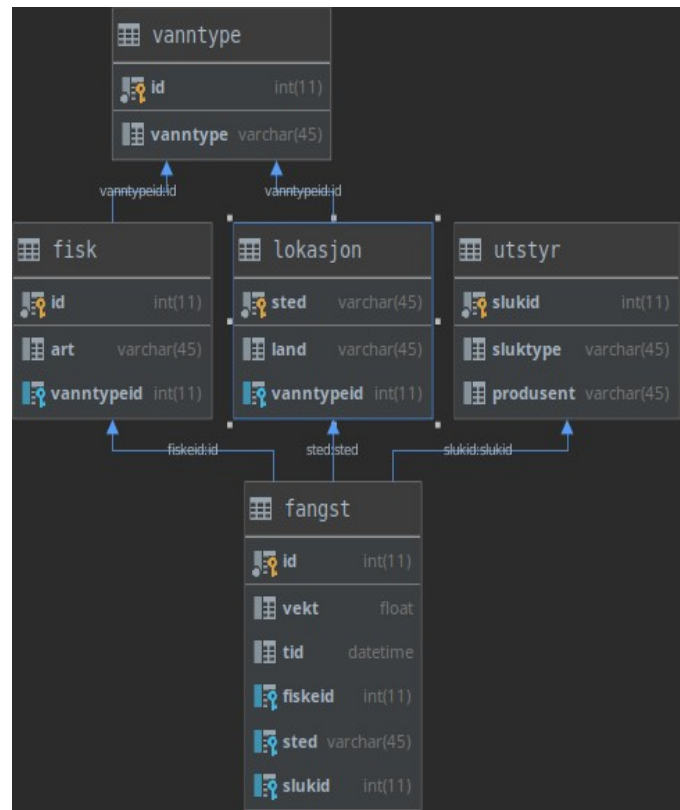 vanntype
id int(11)
vanntype varchar(45)
vanntypeid:id vanntypeid:id
fisk lokasjon utstyr
id int(11) sted varchar(45) slukid int(11)
art varchar(45) land varchar(45) sluktype varchar(45)
vanntypeid int(11) vanntypeid int(11) produsent varchar(45)
fiskeid:id sted:sted slukid:slukid
fangst
id int(11)
vekt float
tid datetime
fiskeid int(11)
sted varchar(45)
slukid int(11)